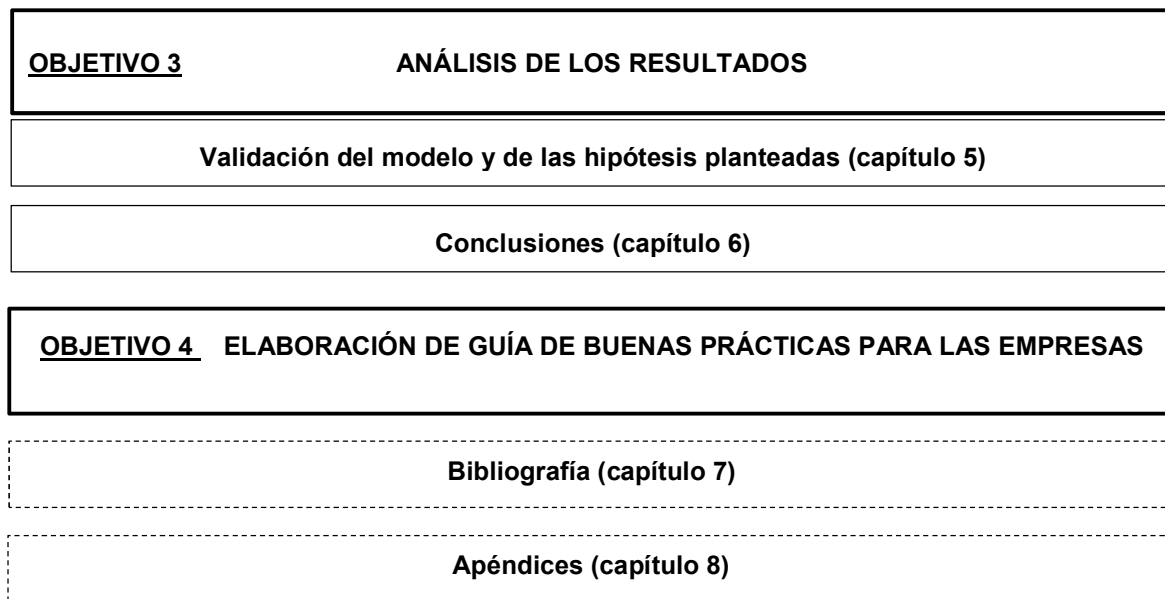 OBJETIVO 3 ANÁLISIS DE LOS RESULTADOS
Validación del modelo y de las hipótesis planteadas (capítulo 5)
Conclusiones (capítulo 6)
OBJETIVO 4 ELABORACIÓN DE GUÍA DE BUENAS PRÁCTICAS PARA LAS EMPRESAS
Bibliografía (capítulo 7)
Apéndices (capítulo 8)